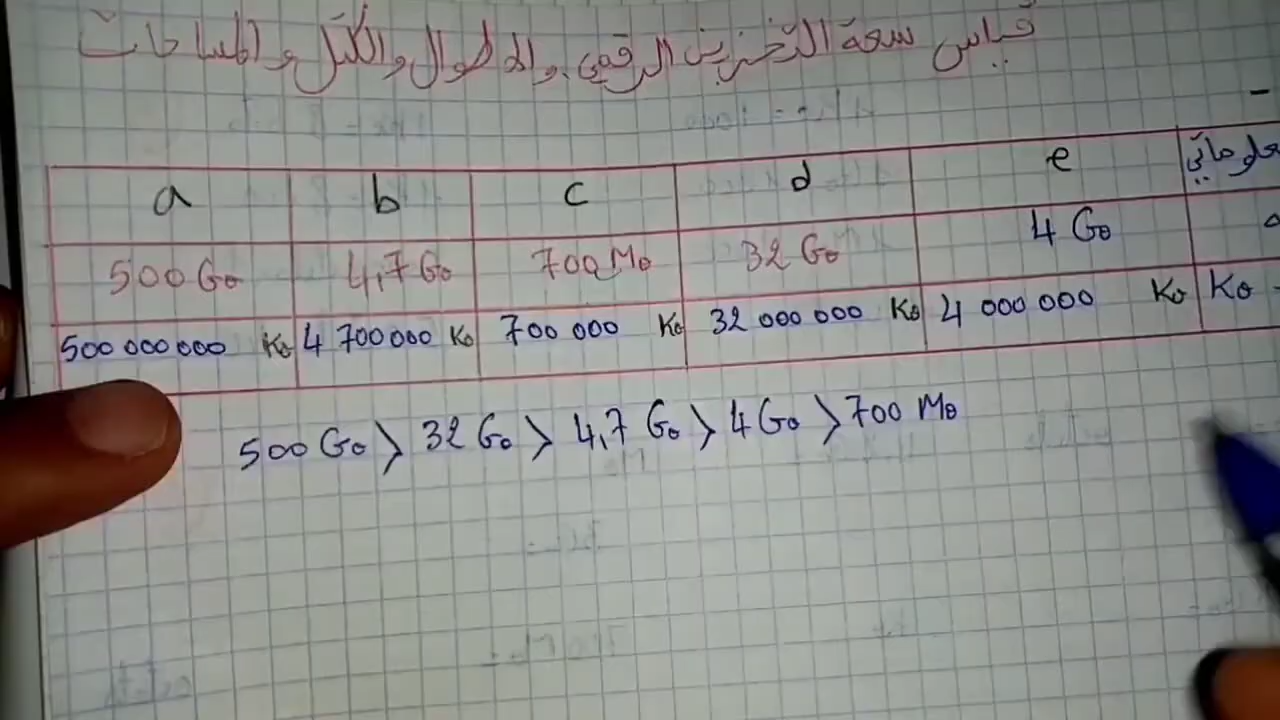 قياس سعة التخزين الرقمي والأطوال والكتل والمساحات
a b c d e
500 Go 4,7 Go 700 Mo 32 Go 4 Go
500 000 000 Ko 4 700 000 Ko 700 000 Ko 32 000 000 Ko 4 000 000 Ko Ko
500 Go > 32 Go > 4,7 Go > 4 Go > 700 Mo